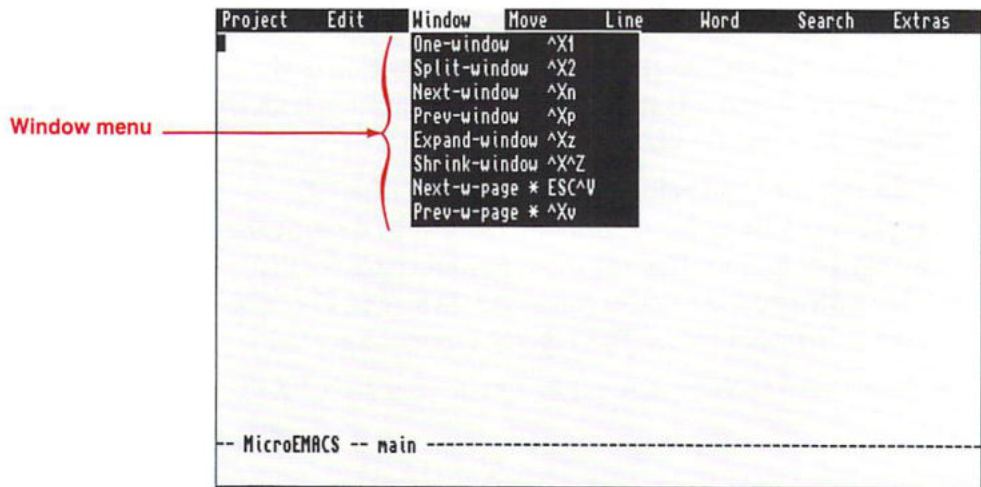 Project Edit Window Move Line Word Search Extras
One-window ^X1
Split-window ^X2
Next-window ^Xn
Prev-window ^Xp
Expand-window ^Xz
Shrink-window ^X^Z
Next-w-page * ESC^V
Prev-w-page * ^Xv
Window menu
-- MicroEMACS -- main --------------------------------------------------------